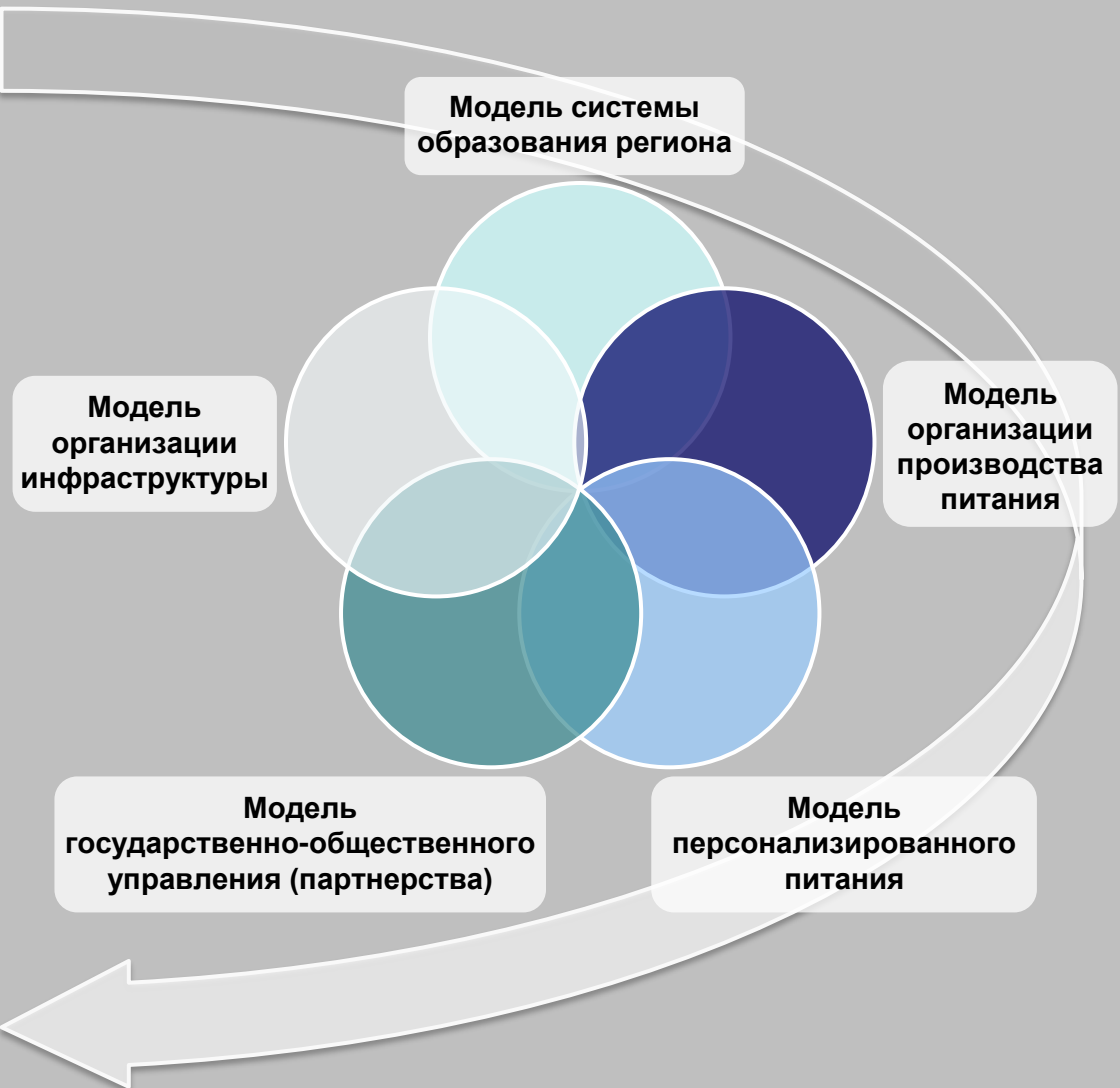 Модель системы
образования региона
Модель
организации
производства
питания
Модель
персонализированного
питания
Модель
государственно-общественного
управления (партнерства)
Модель
организации
инфраструктуры